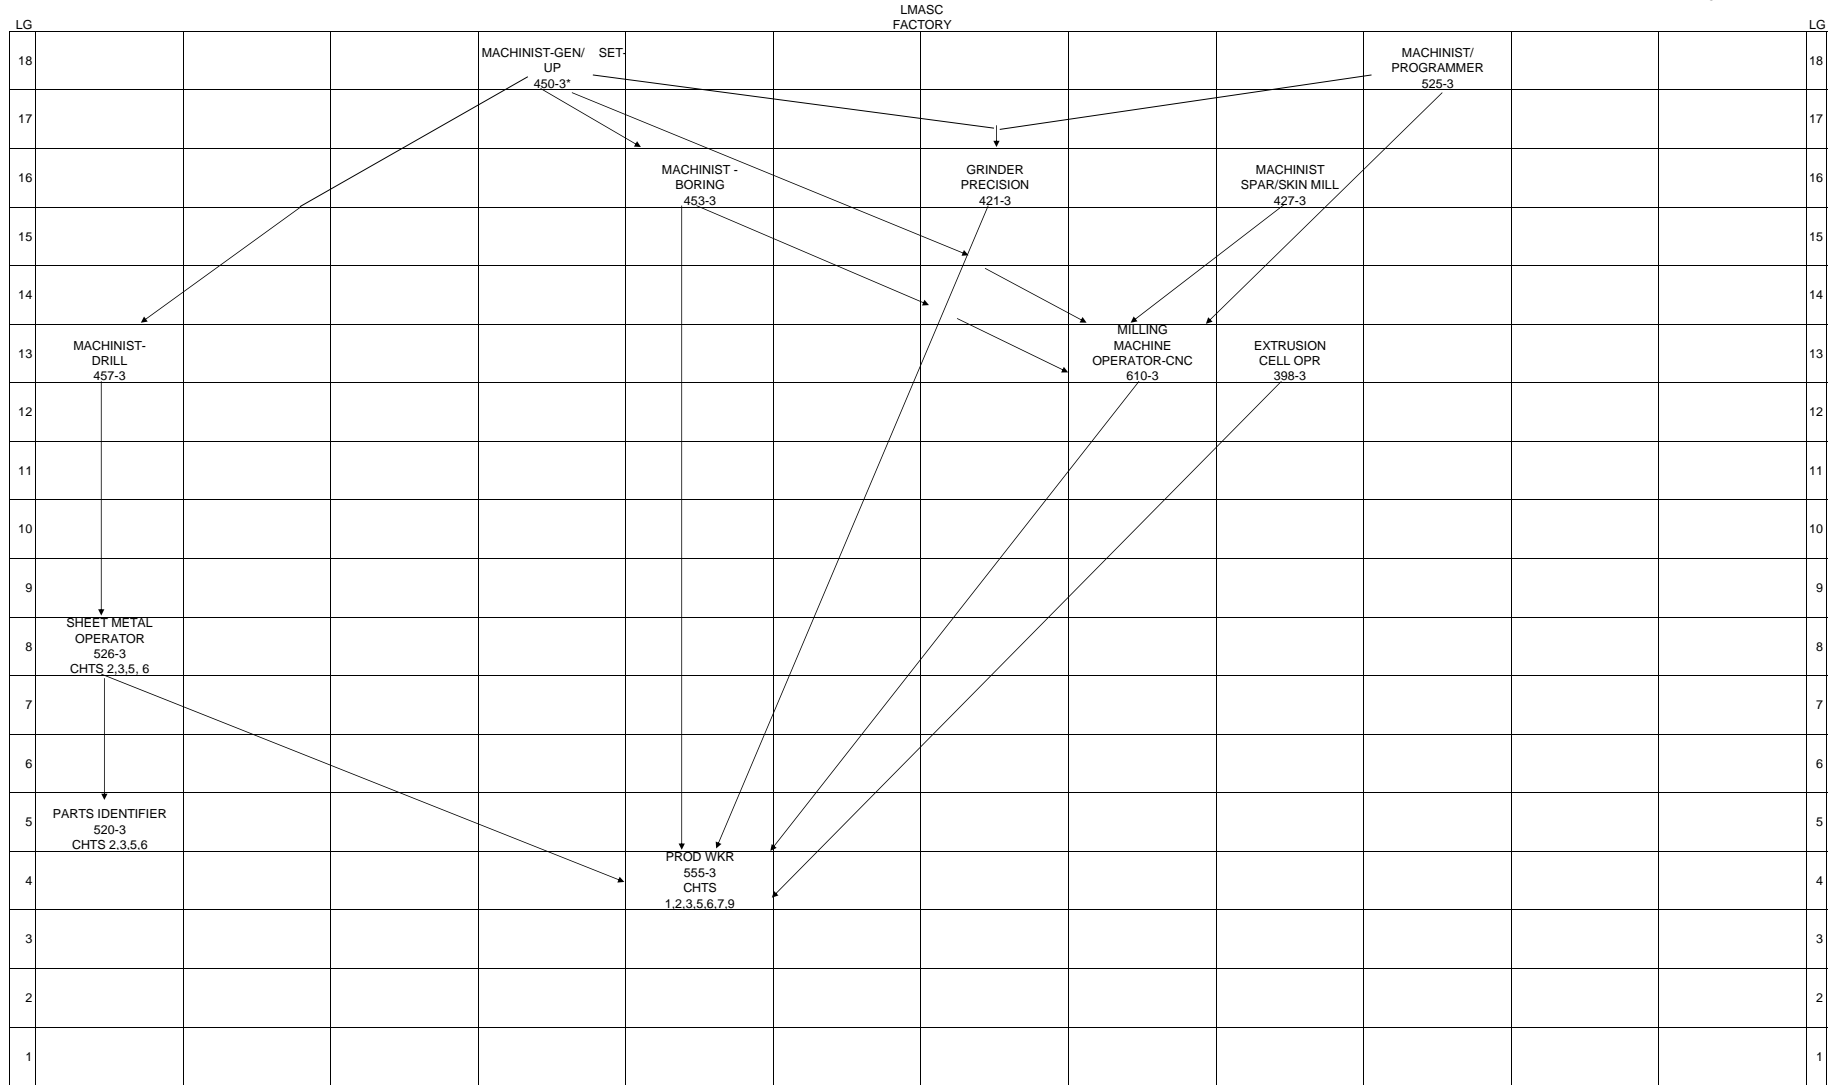 LMASC
FACTORY
LG
LG
18
MACHINIST-GEN/ SET-
UP
450-3*
MACHINIST/
PROGRAMMER
525-3
18
17
17
16
MACHINIST -
BORING
453-3
GRINDER
PRECISION
421-3
MACHINIST
SPAR/SKIN MILL
427-3
16
15
15
14
14
13
MACHINIST-
DRILL
457-3
MILLING
MACHINE
OPERATOR-CNC
610-3
EXTRUSION
CELL OPR
398-3
13
12
12
11
11
10
10
9
9
8
SHEET METAL
OPERATOR
526-3
CHTS 2,3,5, 6
8
7
7
6
6
5
PARTS IDENTIFIER
520-3
CHTS 2,3,5,6
5
4
PROD WKR
555-3
CHTS
1,2,3,5,6,7,9
4
3
3
2
2
1
1